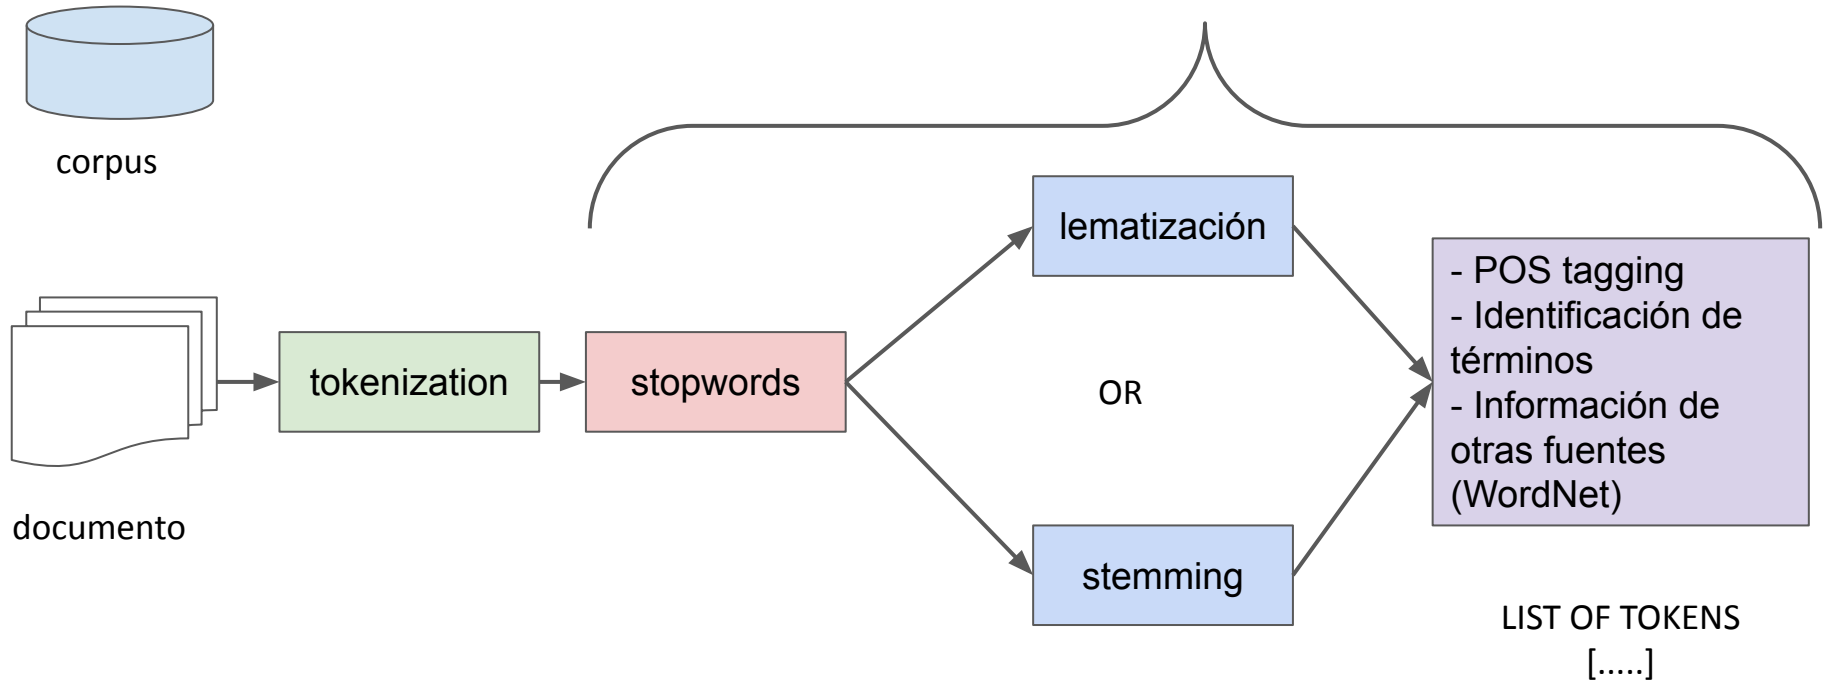 corpus
documento
tokenization
stopwords
lematización
OR
stemming
- POS tagging
- Identificación de
términos
- Información de
otras fuentes
(WordNet)
LIST OF TOKENS
[.....]